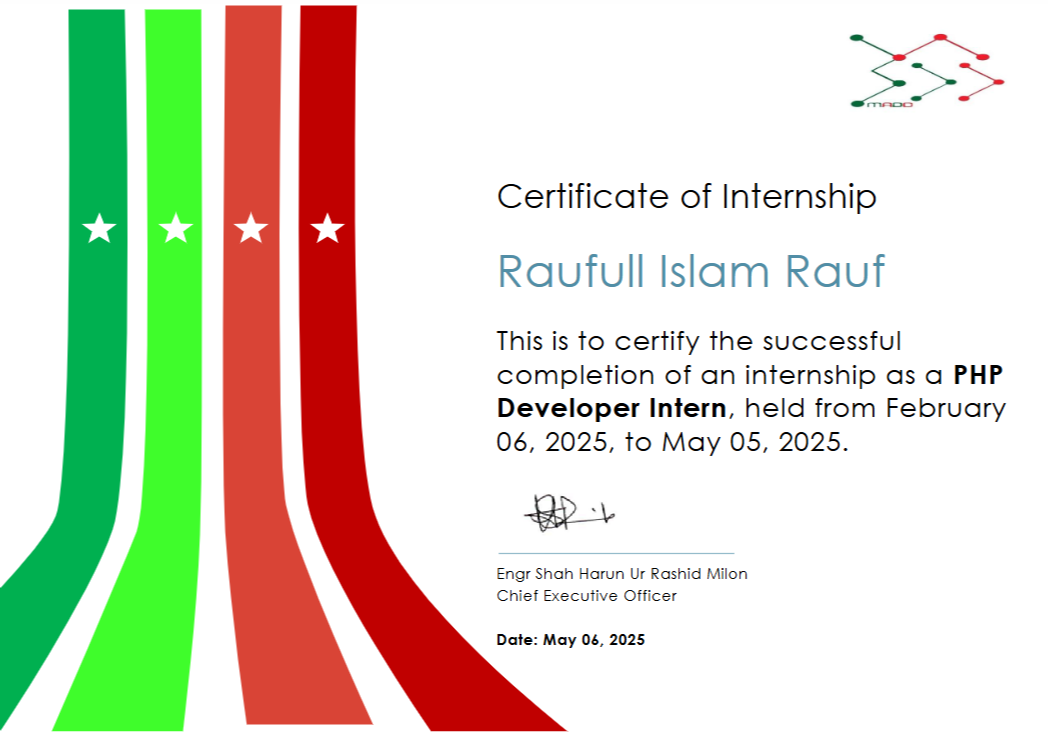 Certificate of Internship
Raufull Islam Rauf
This is to certify the successful
completion of an internship as a PHP
Developer Intern, held from February
06, 2025, to May 05, 2025.
Engr Shah Harun Ur Rashid Milon
Chief Executive Officer
Date: May 06, 2025